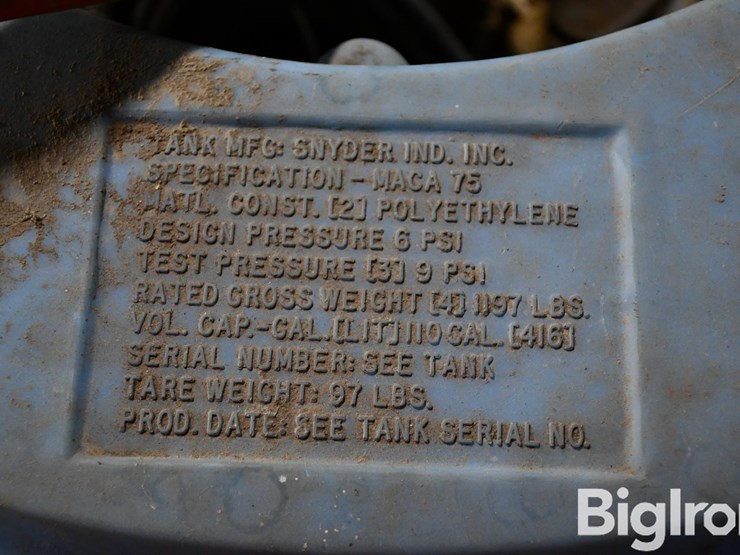 TANK MFG: SNYDER IND. INC.
SPECIFICATION - MACA 75
MATL. CONST. [2] POLYETHYLENE
DESIGN PRESSURE 6 PSI
TEST PRESSURE [3] 9 PSI
RATED GROSS WEIGHT [4] 1197 LBS.
VOL. CAP.-GAL. [LIT] 110 GAL. [416]
SERIAL NUMBER: SEE TANK
TARE WEIGHT: 97 LBS.
PROD. DATE: SEE TANK SERIAL NO.
BigIron